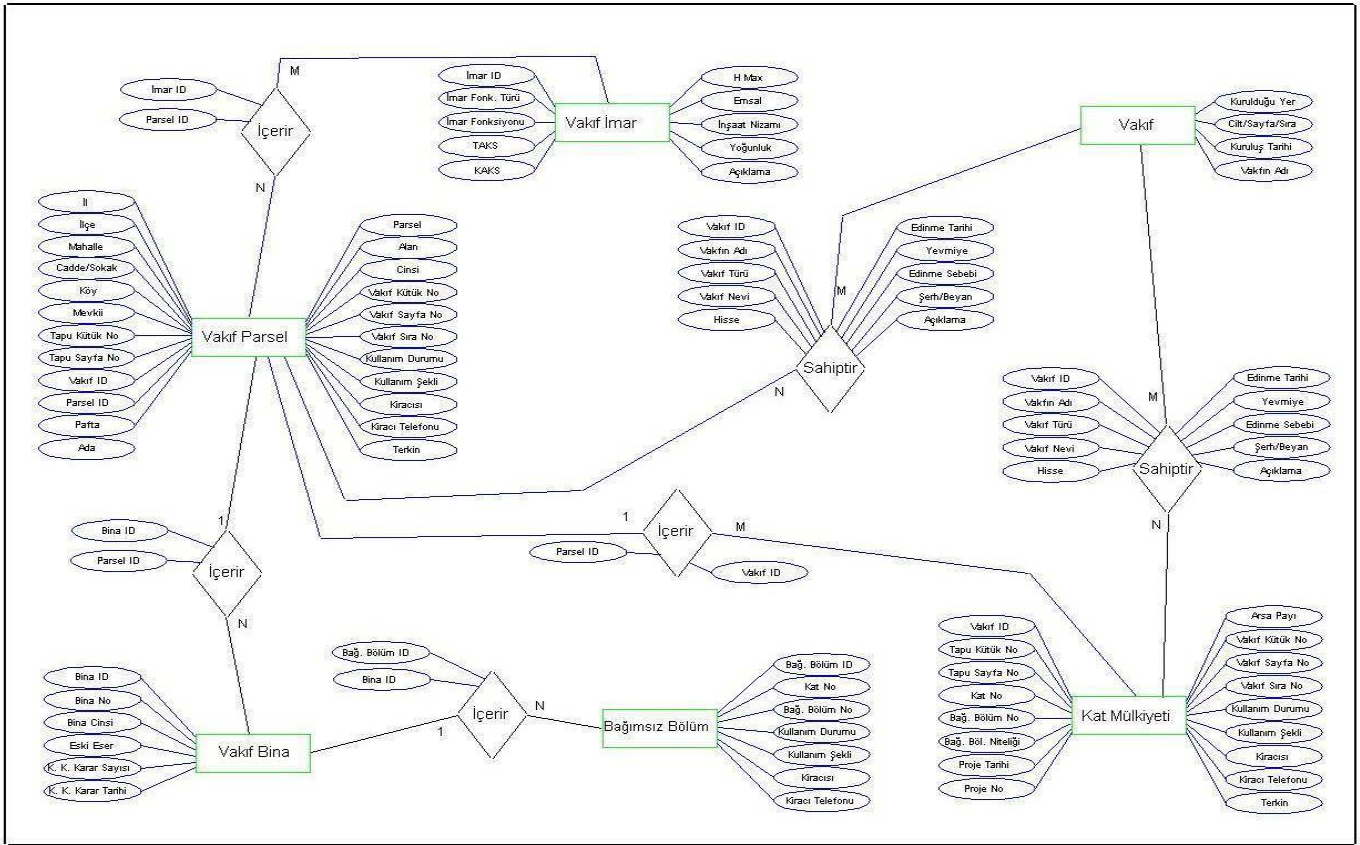 İmar ID
Parsel ID
İçerir
M
N
İmar ID
İmar Fonk. Türü
İmar Fonksiyonu
TAKS
KAKS
Vakıf İmar
H Max
Emsal
İnşaat Nizamı
Yoğunluk
Açıklama
Vakıf
Kurulduğu Yer
Cilt/Sayfa/Sıra
Kuruluş Tarihi
Vakfın Adı
İl
İlçe
Mahalle
Cadde/Sokak
Köy
Mevkii
Tapu Kütük No
Tapu Sayfa No
Vakıf ID
Parsel ID
Pafta
Ada
Vakıf Parsel
Parsel
Alan
Cinsi
Vakıf Kütük No
Vakıf Sayfa No
Vakıf Sıra No
Kullanım Durumu
Kullanım Şekli
Kiracısı
Kiracı Telefonu
Terkin
Vakıf ID
Vakfın Adı
Vakıf Türü
Vakıf Nevi
Hisse
M
Sahiptir
N
Edinme Tarihi
Yevmiye
Edinme Sebebi
Şerh/Beyan
Açıklama
Vakıf ID
Vakfın Adı
Vakıf Türü
Vakıf Nevi
Hisse
M
Sahiptir
N
Edinme Tarihi
Yevmiye
Edinme Sebebi
Şerh/Beyan
Açıklama
Bina ID
Parsel ID
1
İçerir
N
1
İçerir
M
Parsel ID
Vakıf ID
Bina ID
Bina No
Bina Cinsi
Eski Eser
K. K. Karar Sayısı
K. K. Karar Tarihi
Vakıf Bina
Bağ. Bölüm ID
Bina ID
İçerir
1
N
Bağımsız Bölüm
Bağ. Bölüm ID
Kat No
Bağ. Bölüm No
Kullanım Durumu
Kullanım Şekli
Kiracısı
Kiracı Telefonu
Vakıf ID
Tapu Kütük No
Tapu Sayfa No
Kat No
Bağ. Bölüm No
Bağ. Böl. Niteliği
Proje Tarihi
Proje No
Kat Mülkiyeti
Arsa Payı
Vakıf Kütük No
Vakıf Sayfa No
Vakıf Sıra No
Kullanım Durumu
Kullanım Şekli
Kiracısı
Kiracı Telefonu
Terkin